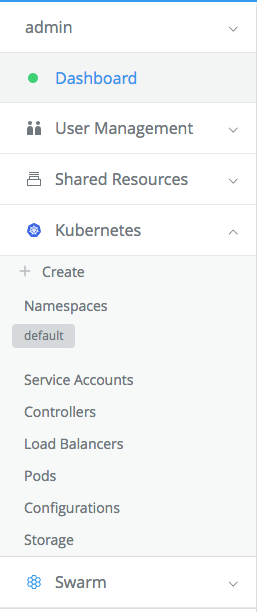 admin
Dashboard
User Management
Shared Resources
Kubernetes
Create
Namespaces
default
Service Accounts
Controllers
Load Balancers
Pods
Configurations
Storage
Swarm